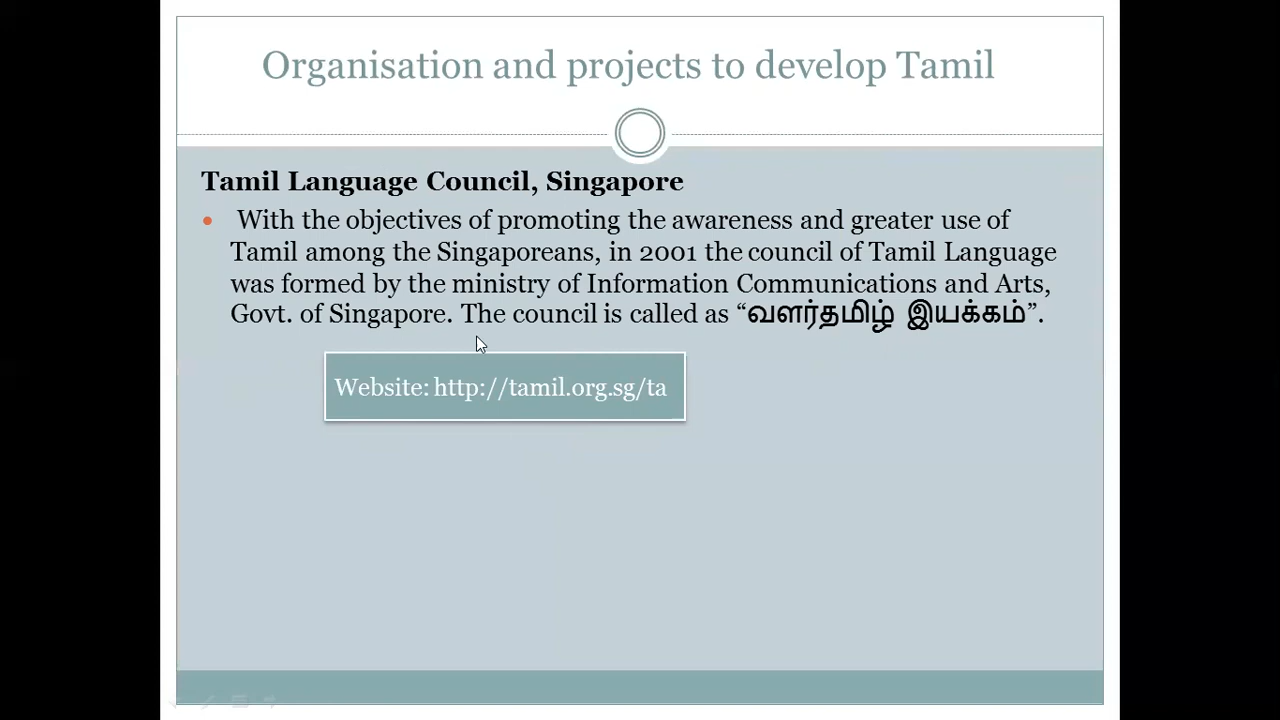 Organisation and projects to develop Tamil
Tamil Language Council, Singapore
• With the objectives of promoting the awareness and greater use of
Tamil among the Singaporeans, in 2001 the council of Tamil Language
was formed by the ministry of Information Communications and Arts,
Govt. of Singapore. The council is called as “வளர்தமிழ் இயக்கம்”.
Website: http://tamil.org.sg/ta